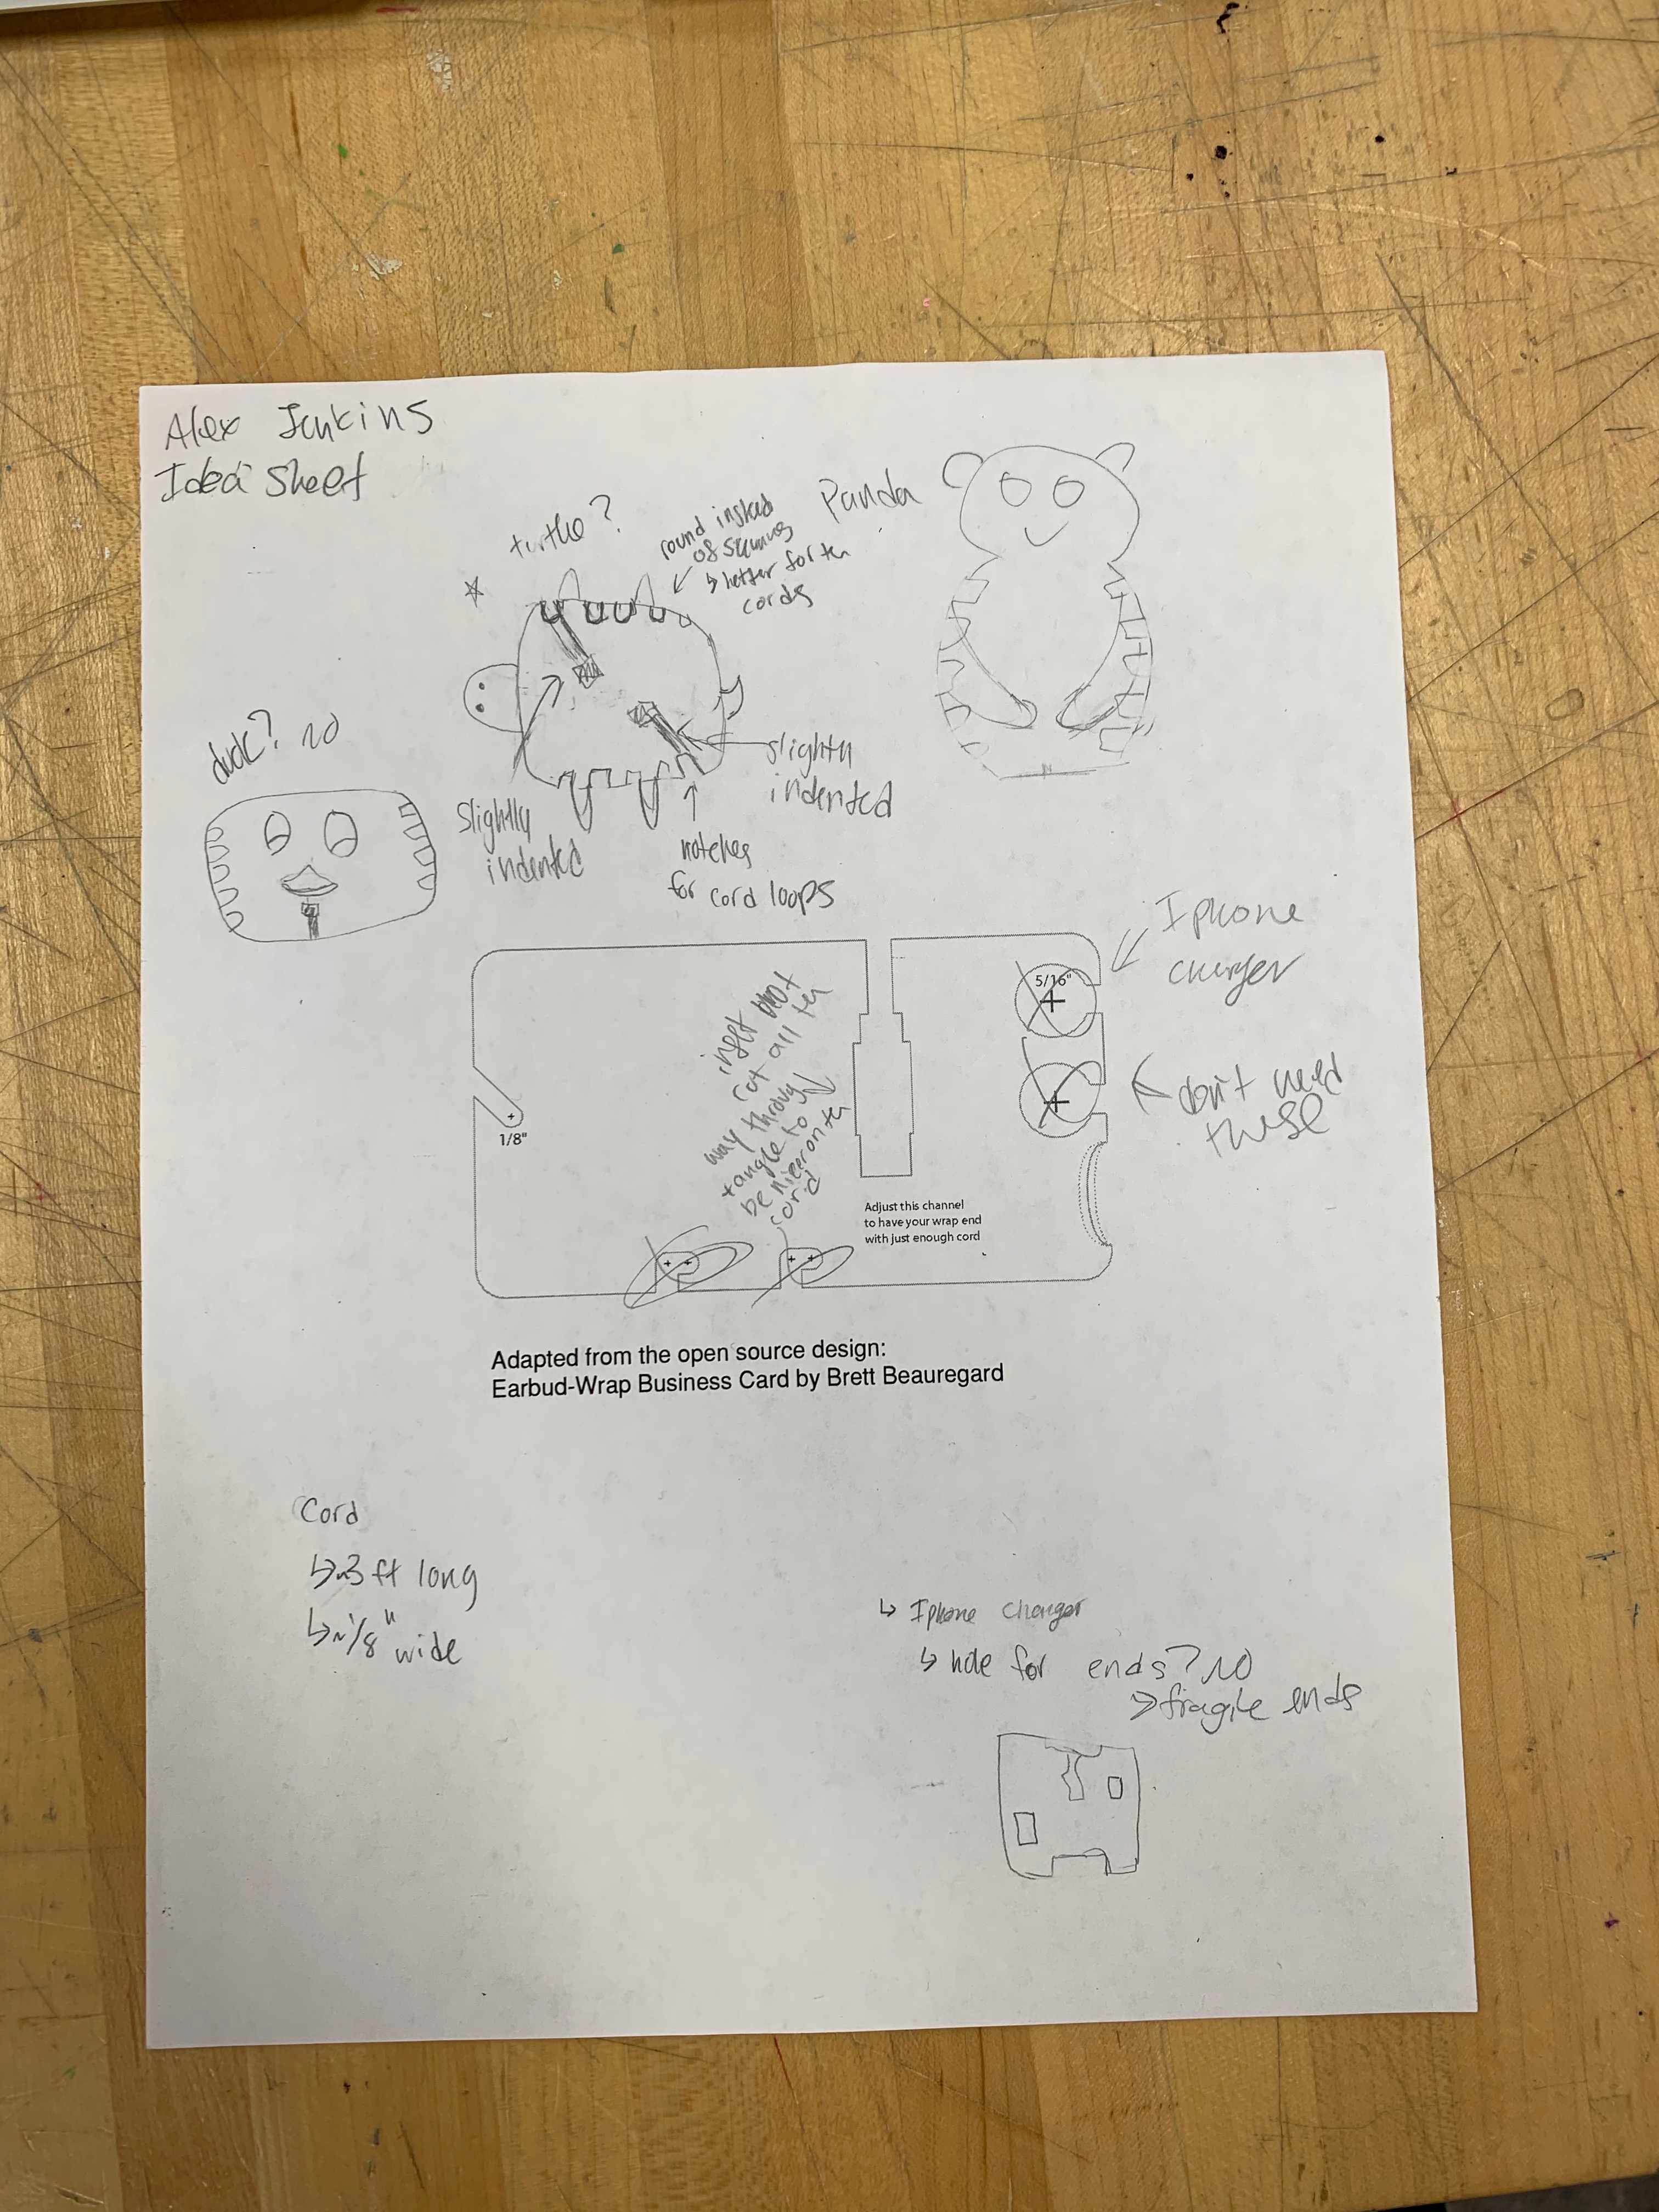 Alex Jenkins
Idea Sheet
turtle?
round instead
of squares
↳ better for the
cords
Panda
duck? no
slightly
indented
slightly
indented
notches
for cord loops
Iphone
charger
5/16"
don't need
these
inset not
cut all the
way throug
tangle to
be nicer on th
cord
1/8"
Adjust this channel
to have your wrap end
with just enough cord
Adapted from the open source design:
Earbud-Wrap Business Card by Brett Beauregard
Cord
↳ ~3 ft long
↳ ~1/8" wide
↳ Iphone charger
↳ hole for ends? no
> fragile ends